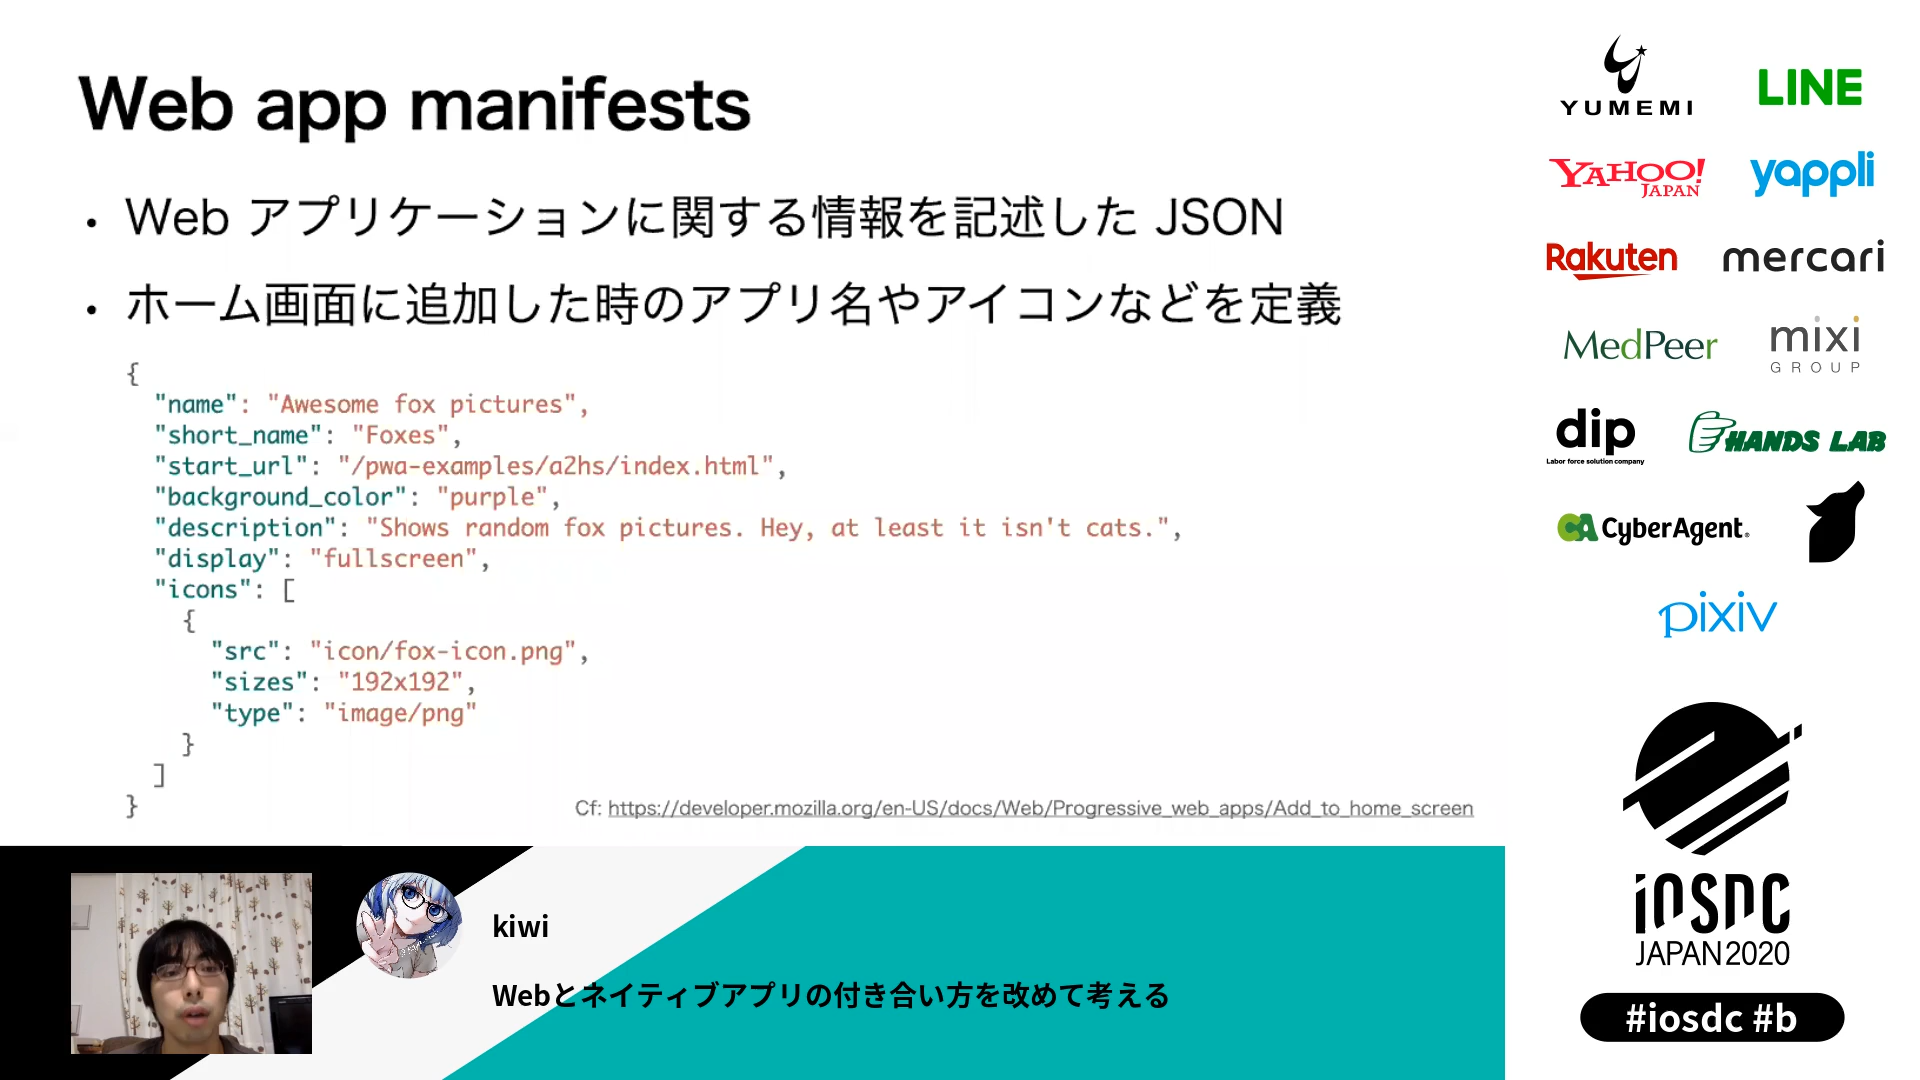 Web app manifests
• Web アプリケーションに関する情報を記述した JSON
• ホーム画面に追加した時のアプリ名やアイコンなどを定義
{
"name": "Awesome fox pictures",
"short_name": "Foxes",
"start_url": "/pwa-examples/a2hs/index.html",
"background_color": "purple",
"description": "Shows random fox pictures. Hey, at least it isn't cats.",
"display": "fullscreen",
"icons": [
{
"src": "icon/fox-icon.png",
"sizes": "192x192",
"type": "image/png"
}
]
}
Cf: https://developer.mozilla.org/en-US/docs/Web/Progressive_web_apps/Add_to_home_screen
kiwi
Webとネイティブアプリの付き合い方を改めて考える
YUMEMI
LINE
YAHOO!
JAPAN
yappli
Rakuten
mercari
MedPeer
mixi
GROUP
dip
Labor force solution company
HANDS LAB
CA CyberAgent.
pixiv
iOSDC
JAPAN 2020
#iosdc #b